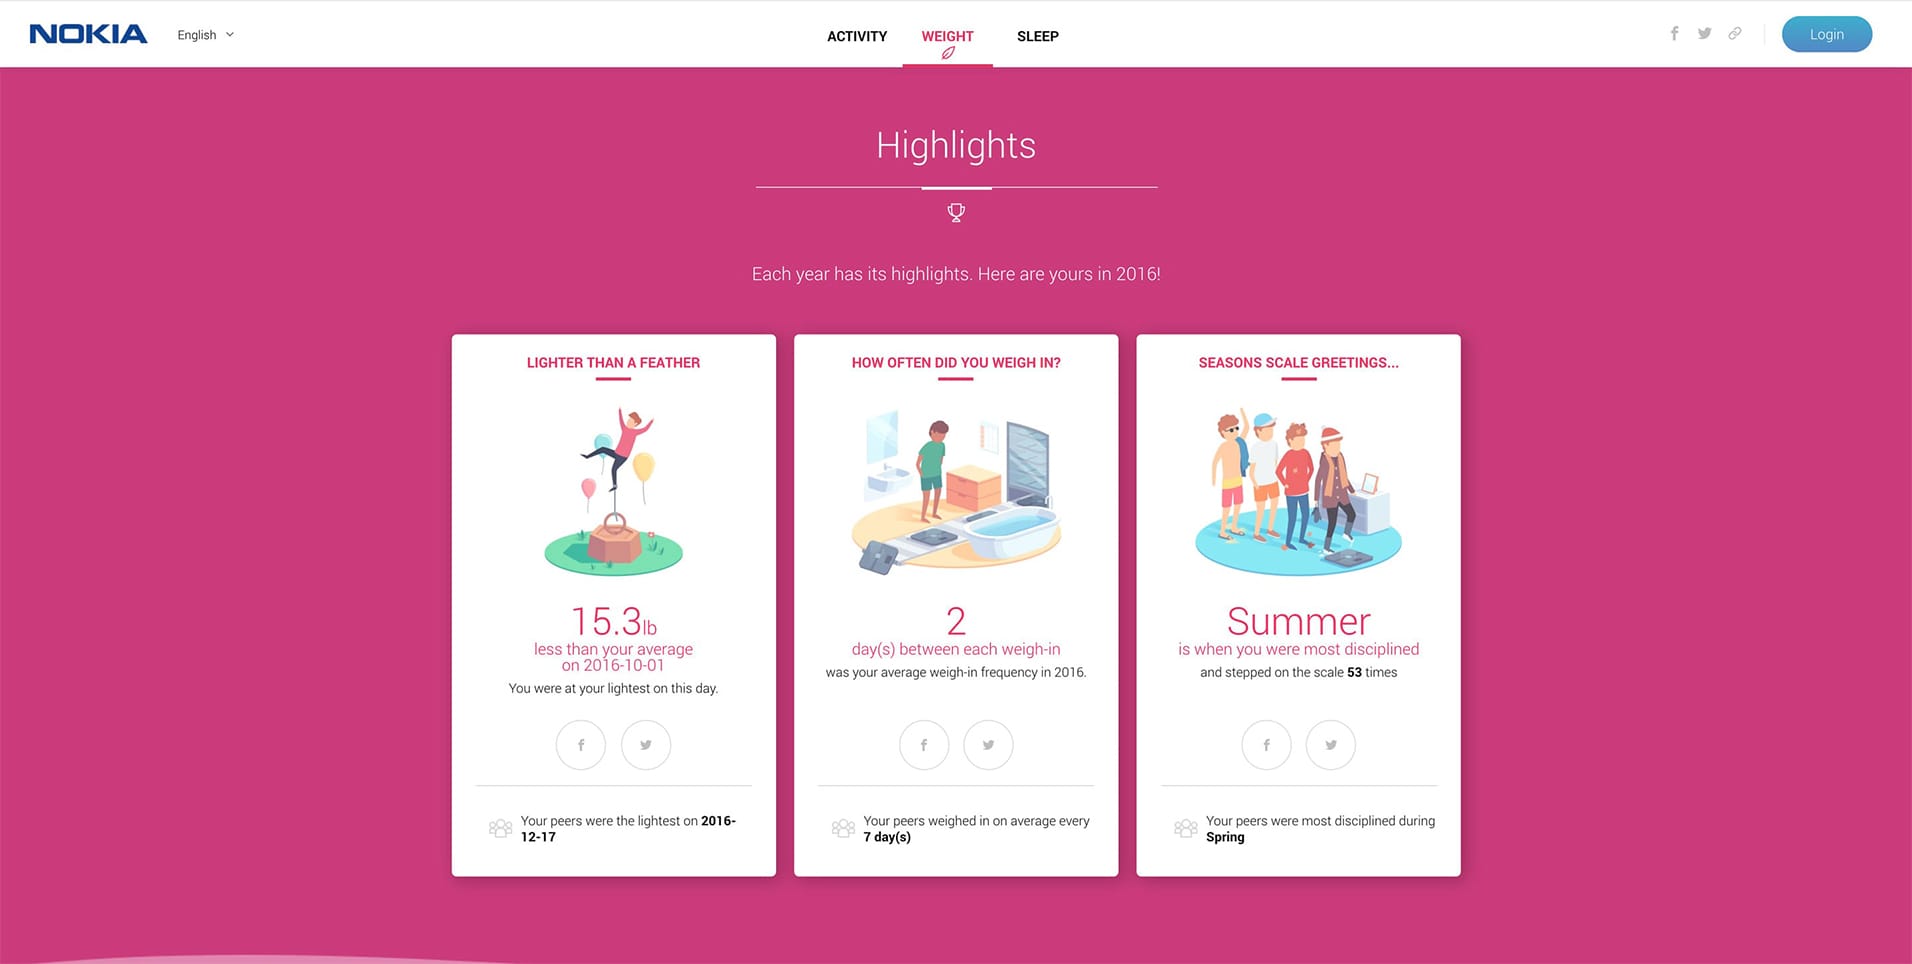 NOKIA
English
ACTIVITY
WEIGHT
SLEEP
Login
Highlights
Each year has its highlights. Here are yours in 2016!
LIGHTER THAN A FEATHER
15.3lb
less than your average
on 2016-10-01
You were at your lightest on this day.
Your peers were the lightest on 2016-
12-17
HOW OFTEN DID YOU WEIGH IN?
2
day(s) between each weigh-in
was your average weigh-in frequency in 2016.
Your peers weighed in on average every
7 day(s)
SEASONS SCALE GREETINGS...
Summer
is when you were most disciplined
and stepped on the scale 53 times
Your peers were most disciplined during
Spring